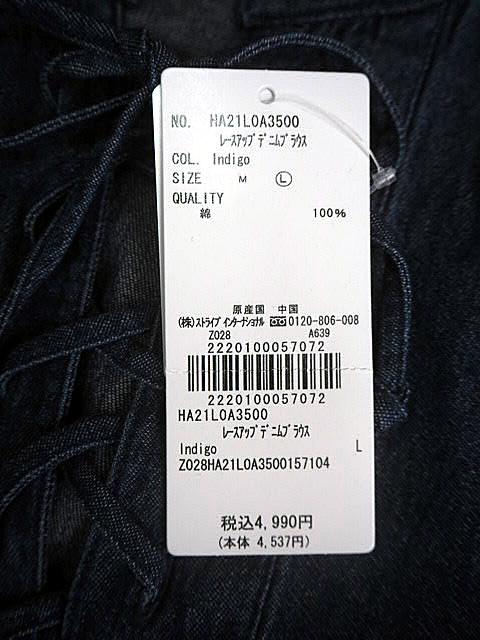 NO. HA21L0A3500
ﾚｰｽｱｯﾌﾟﾃﾞﾆﾑﾌﾞﾗｳｽ
COL. Indigo
SIZE M Ⓛ
QUALITY
綿 100%
原産国 中国
(株)ｽﾄﾗｲﾌﾟｲﾝﾀｰﾅｼｮﾅﾙ 0120-806-008
Z028 A639
2220100057072
2220100057072
HA21L0A3500
ﾚｰｽｱｯﾌﾟﾃﾞﾆﾑﾌﾞﾗｳｽ
Indigo L
Z028HA21L0A3500157104
税込4,990円
(本体 4,537円)